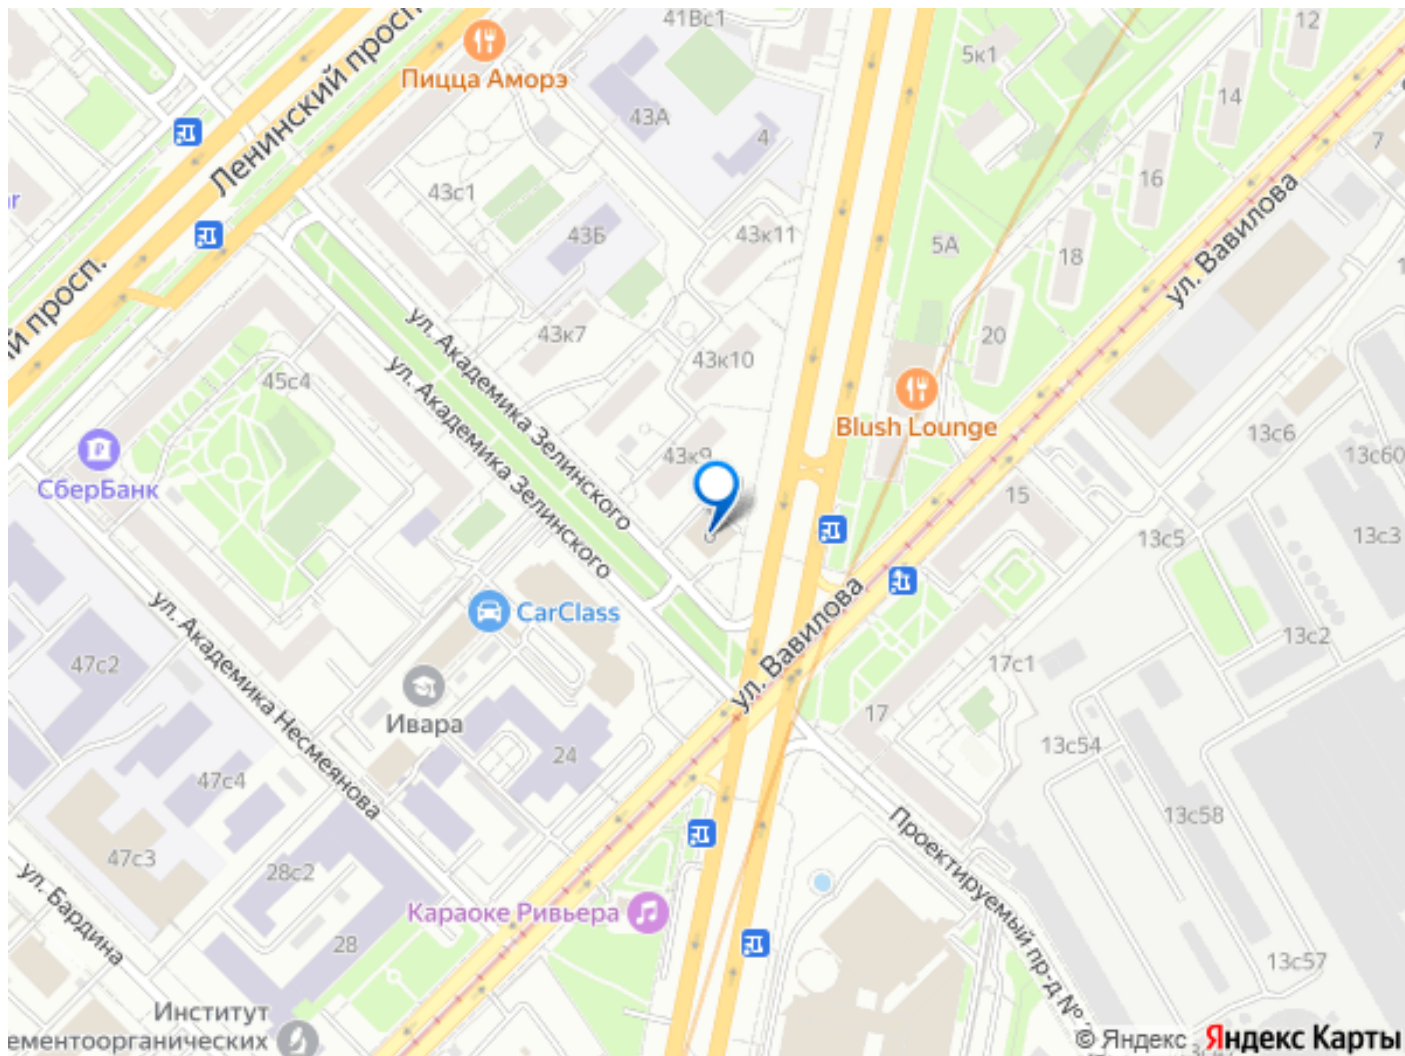 41Вс1
12
5к1
Пицца Аморэ
Ленинский просп.
14
43А
4
7
16
43с1
43Б
43к11
5А
18
ул. Вавилова
й просп.
ул. Академика Зелинского
43к7
43к10
20
45с4
ул. Академика Зелинского
Blush Lounge
13с6
43к9
13с60
СберБанк
15
13с5
13с3
CarClass
ул. Вавилова
13с2
ул. Академика Несмеянова
47с2
17с1
Ивара
17
24
13с54
47с4
13с58
Проектируемый пр-д №
47с3
28с2
ул. Бардина
Караоке Ривьера
28
13с57
Институт
ементоорганических
© Яндекс
Яндекс Карты